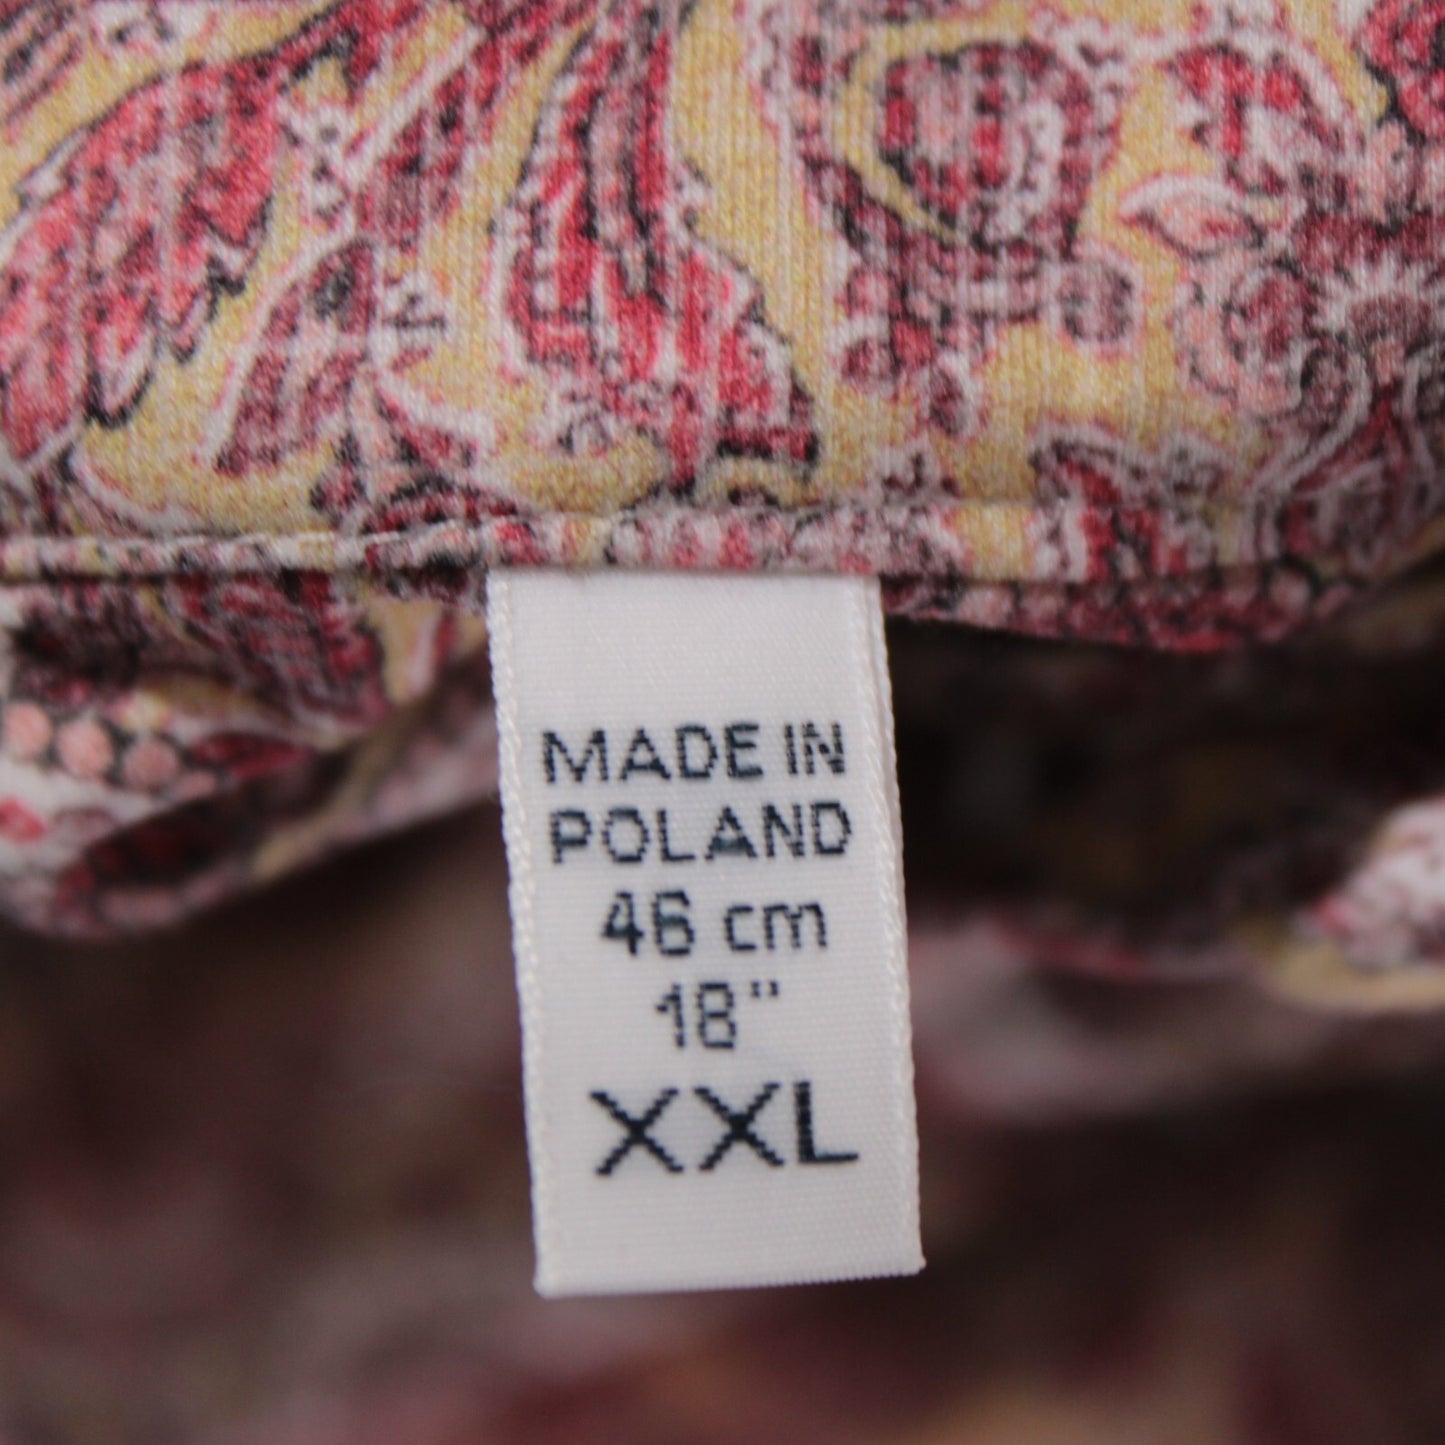 MADE IN
POLAND
46 cm
18"
XXL